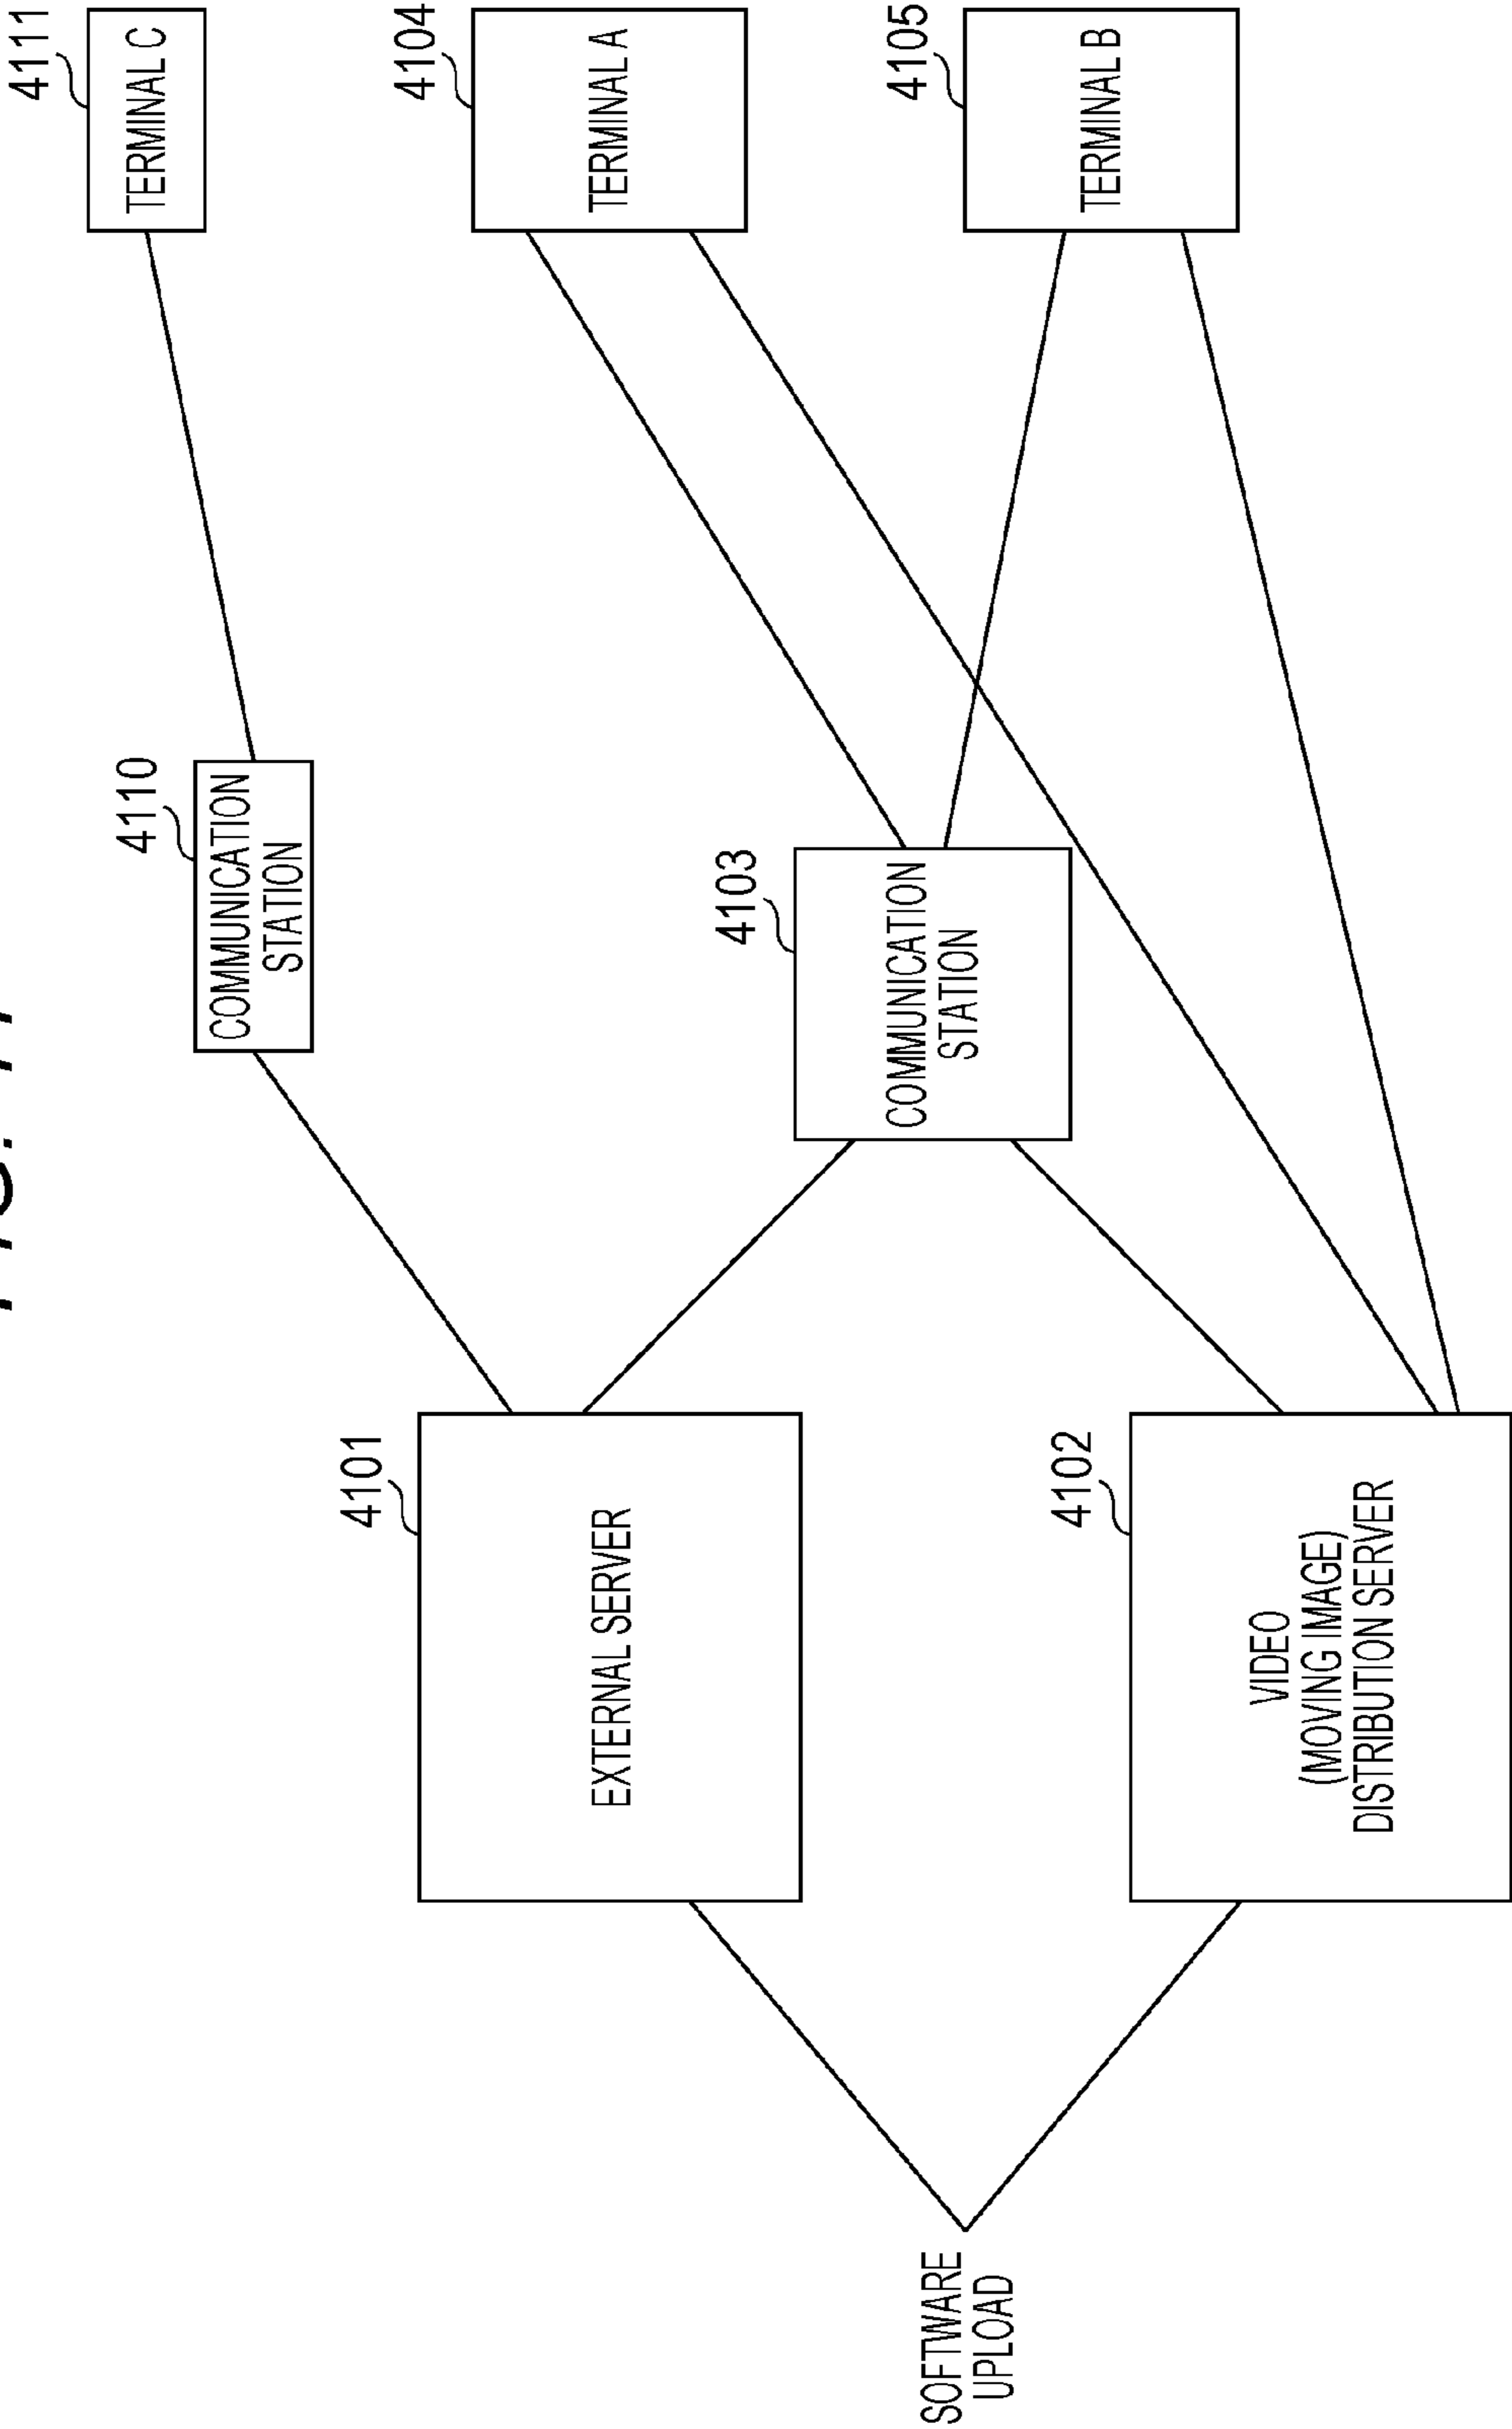 4111
TERMINAL C
4110
COMMUNICATION
STATION
4104
TERMINAL A
4103
COMMUNICATION
STATION
4105
TERMINAL B
4101
EXTERNAL SERVER
4102
VIDEO
(MOVING IMAGE)
DISTRIBUTION SERVER
SOFTWARE
UPLOAD